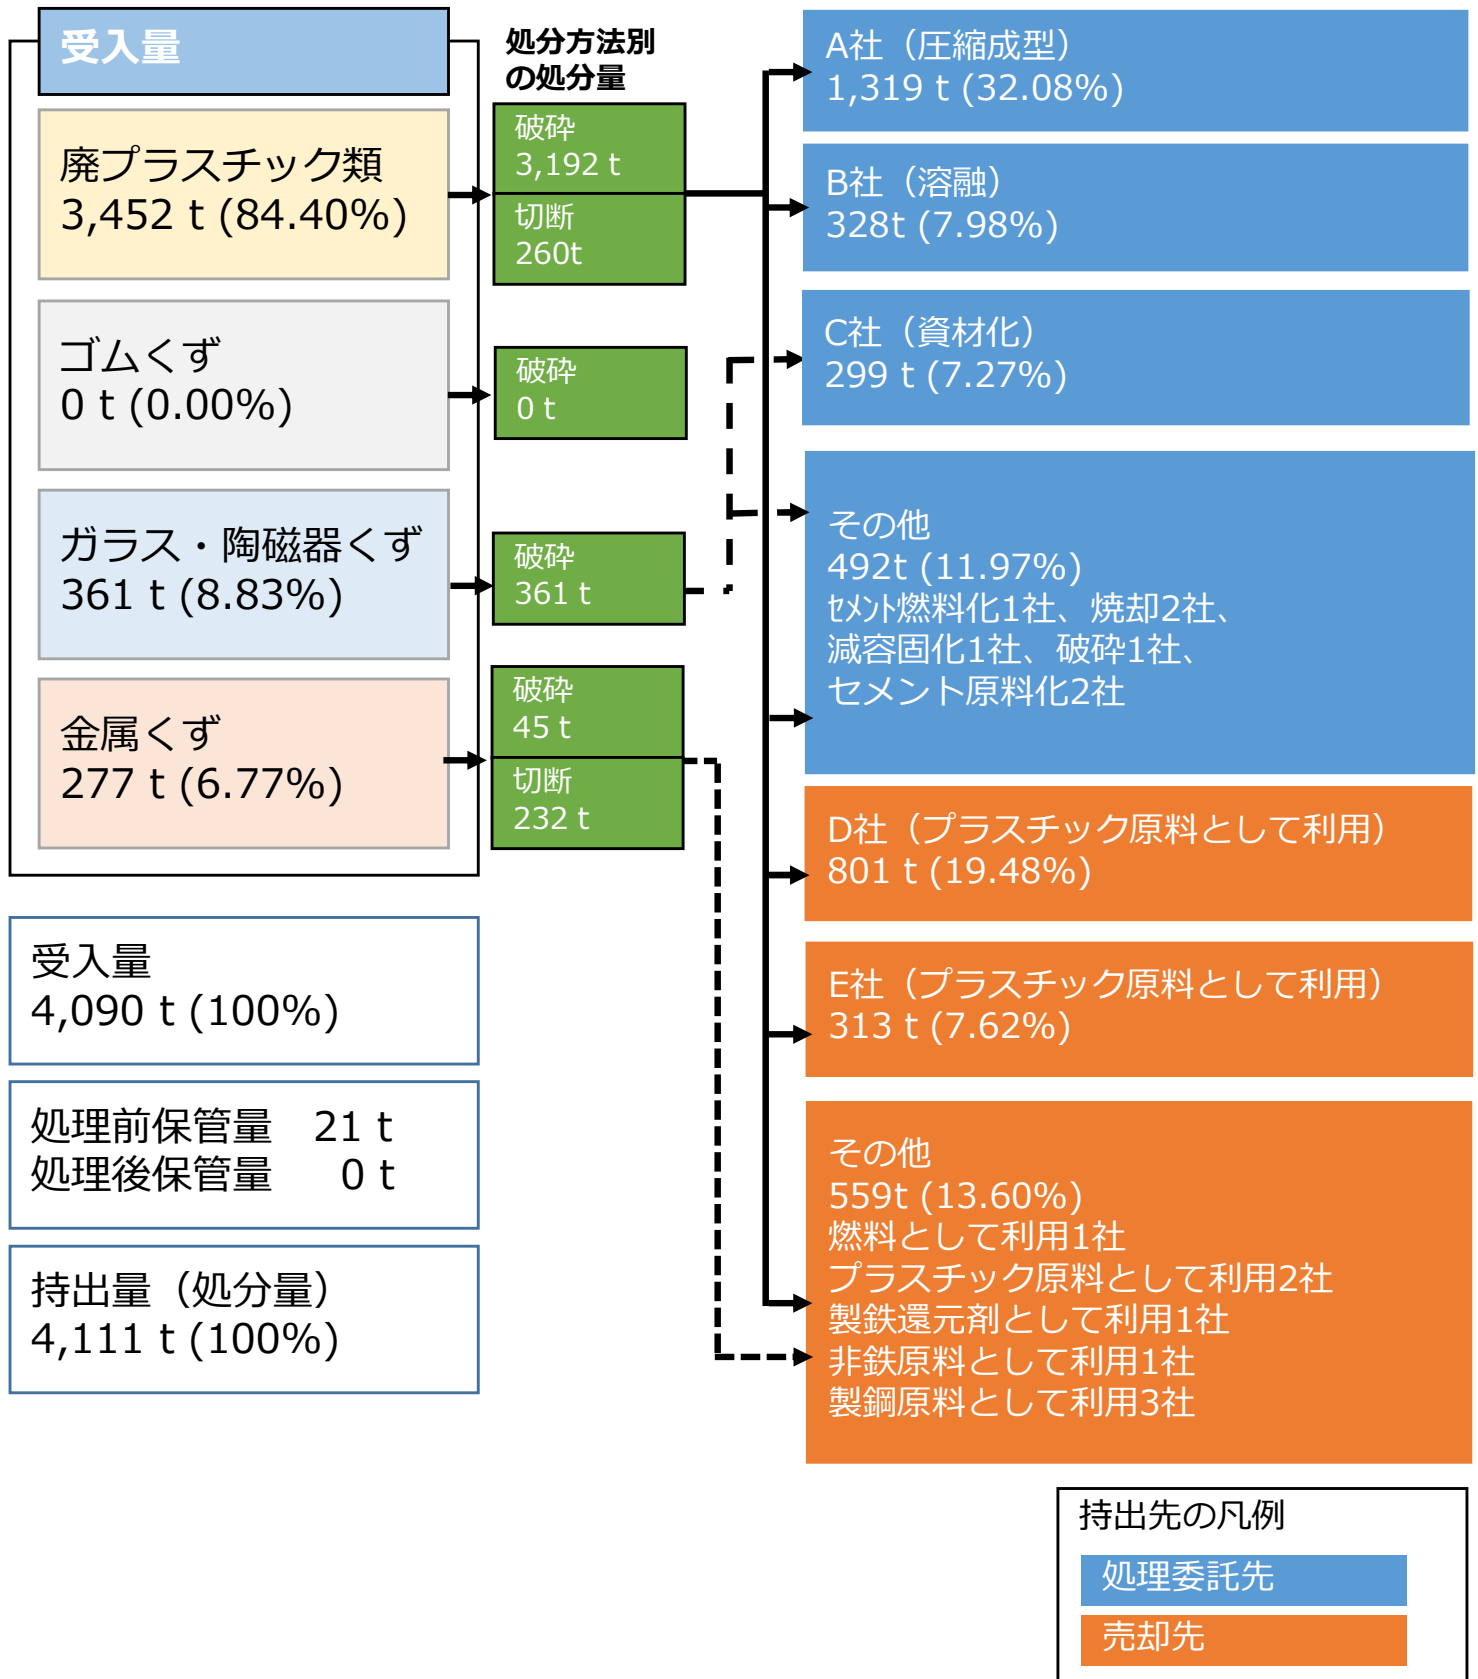 受入量
廃プラスチック類
3,452 t (84.40%)
ゴムくず
0 t (0.00%)
ガラス・陶磁器くず
361 t (8.83%)
金属くず
277 t (6.77%)
受入量
4,090 t (100%)
処理前保管量　21 t
処理後保管量　0 t
持出量（処分量）
4,111 t (100%)
処分方法別
の処分量
破砕
3,192 t
切断
260t
破砕
0 t
破砕
361 t
破砕
45 t
切断
232 t
A社（圧縮成型）
1,319 t (32.08%)
B社（溶融）
328t (7.98%)
C社（資材化）
299 t (7.27%)
その他
492t (11.97%)
ｾﾒﾝﾄ燃料化1社、焼却2社、
減容固化1社、破砕1社、
セメント原料化2社
D社（プラスチック原料として利用）
801 t (19.48%)
E社（プラスチック原料として利用）
313 t (7.62%)
その他
559t (13.60%)
燃料として利用1社
プラスチック原料として利用2社
製鉄還元剤として利用1社
非鉄原料として利用1社
製鋼原料として利用3社
持出先の凡例
処理委託先
売却先